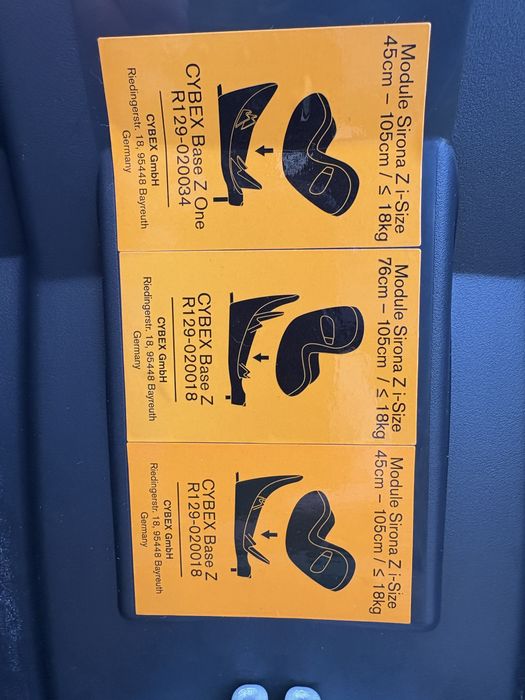 Module Sirona Z i-Size
45cm – 105cm / ≤ 18kg
CYBEX Base Z One
R129-020034
CYBEX GmbH
Riedingerstr. 18, 95448 Bayreuth
Germany
Module Sirona Z i-Size
76cm – 105cm / ≤ 18kg
CYBEX Base Z
R129-020018
CYBEX GmbH
Riedingerstr. 18, 95448 Bayreuth
Germany
Module Sirona Z i-Size
45cm – 105cm / ≤ 18kg
CYBEX Base Z
R129-020018
CYBEX GmbH
Riedingerstr. 18, 95448 Bayreuth
Germany